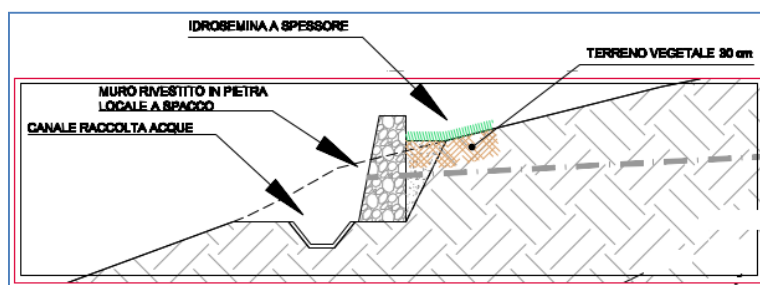 IDROSEMINA A SPESSORE
TERRENO VEGETALE 30 cm
MURO RIVESTITO IN PIETRA
LOCALE A SPACCO
CANALE RACCOLTA ACQUE